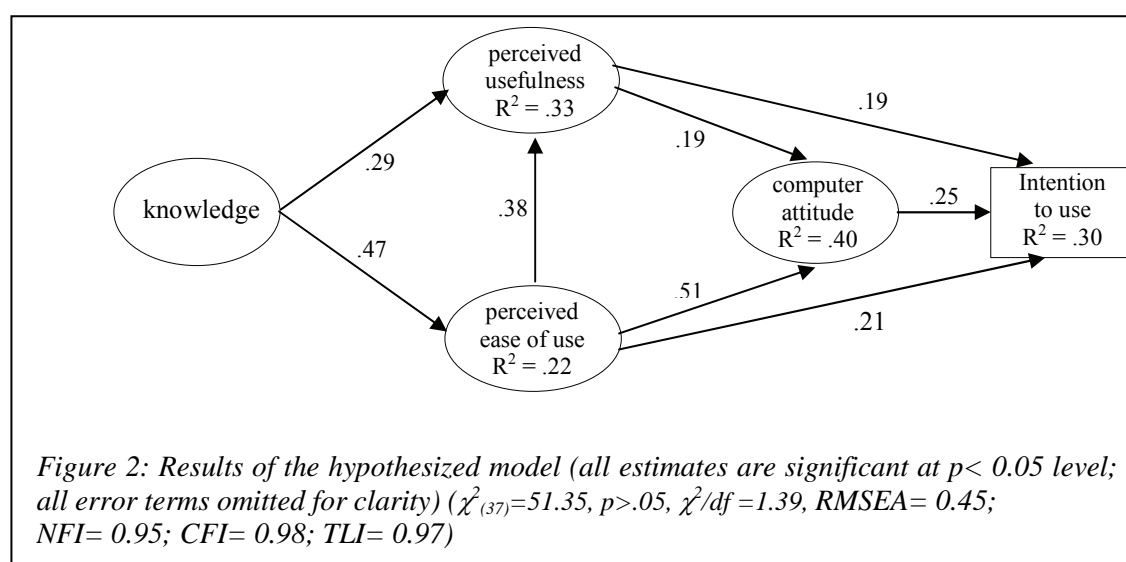 perceived
usefulness
R² = .33
.19
.29
.19
knowledge
.38
computer
attitude
R² = .40
.25
Intention
to use
R² = .30
.47
.51
perceived
ease of use
R² = .22
.21
Figure 2: Results of the hypothesized model (all estimates are significant at p< 0.05 level;
all error terms omitted for clarity) (χ²(37)=51.35, p>.05, χ²/df =1.39, RMSEA= 0.45;
NFI= 0.95; CFI= 0.98; TLI= 0.97)